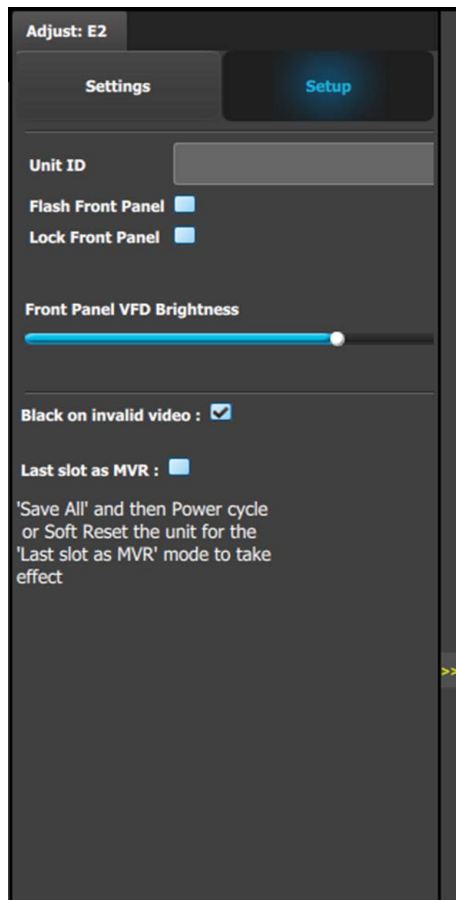 Adjust: E2
Settings
Setup
Unit ID
Flash Front Panel
Lock Front Panel
Front Panel VFD Brightness
Black on invalid video :
Last slot as MVR :
'Save All' and then Power cycle
or Soft Reset the unit for the
'Last slot as MVR' mode to take
effect
>>